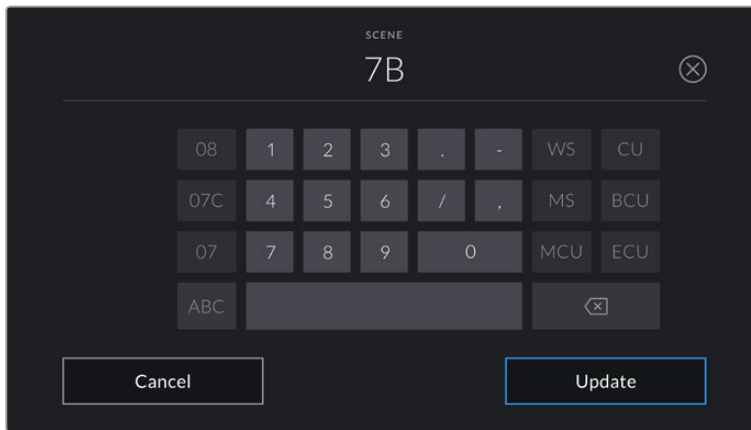 SCENE
7B
08 1 2 3 . - WS CU
07C 4 5 6 / , MS BCU
07 7 8 9 0 MCU ECU
ABC
Cancel Update